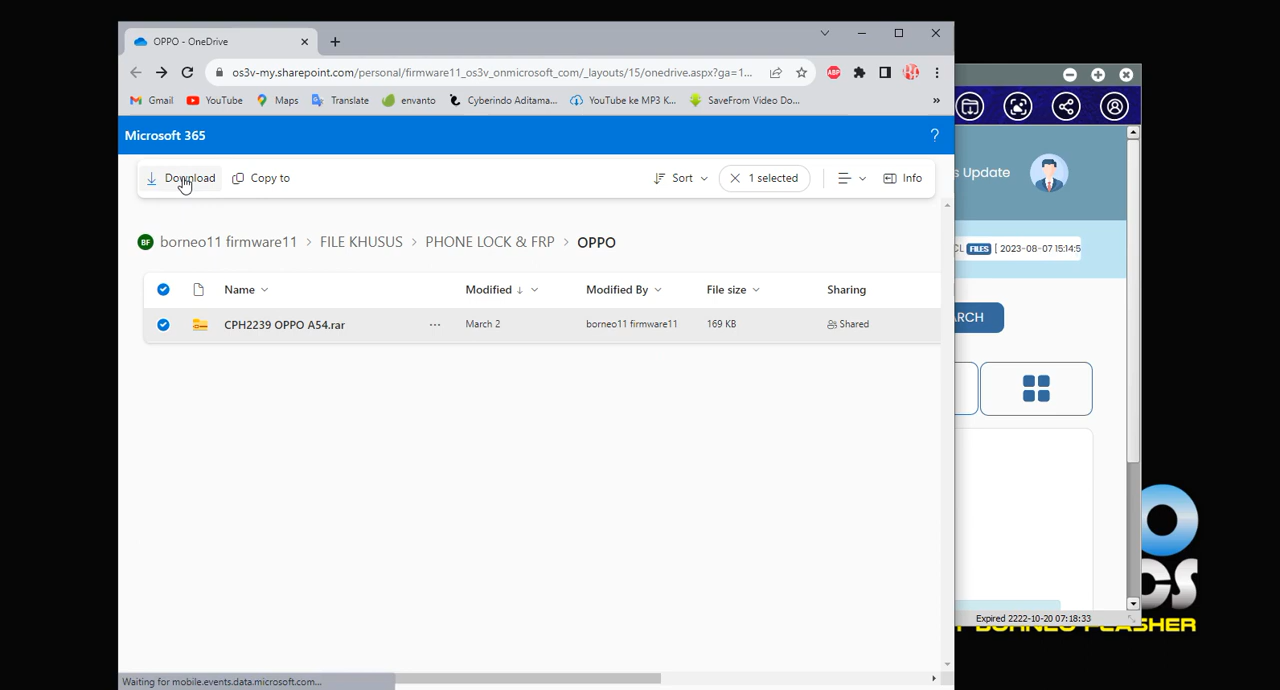 OPPO - OneDrive
os3v-my.sharepoint.com/personal/firmware11_os3v_onmicrosoft_com/_layouts/15/onedrive.aspx?ga=1...
ABP
Gmail YouTube Maps Translate envanto Cyberindo Aditama... YouTube ke MP3 K... SaveFrom Video Do... »
Microsoft 365 ?
Download Copy to Sort 1 selected Info
BF borneo11 firmware11 > FILE KHUSUS > PHONE LOCK & FRP > OPPO
Name Modified ↓ Modified By File size Sharing
CPH2239 OPPO A54.rar ... March 2 borneo11 firmware11 169 KB Shared
Waiting for mobile.events.data.microsoft.com...
s Update
CL FILES | 2023-08-07 15:14:5
ARCH
Expired 2222-10-20 07:18:33